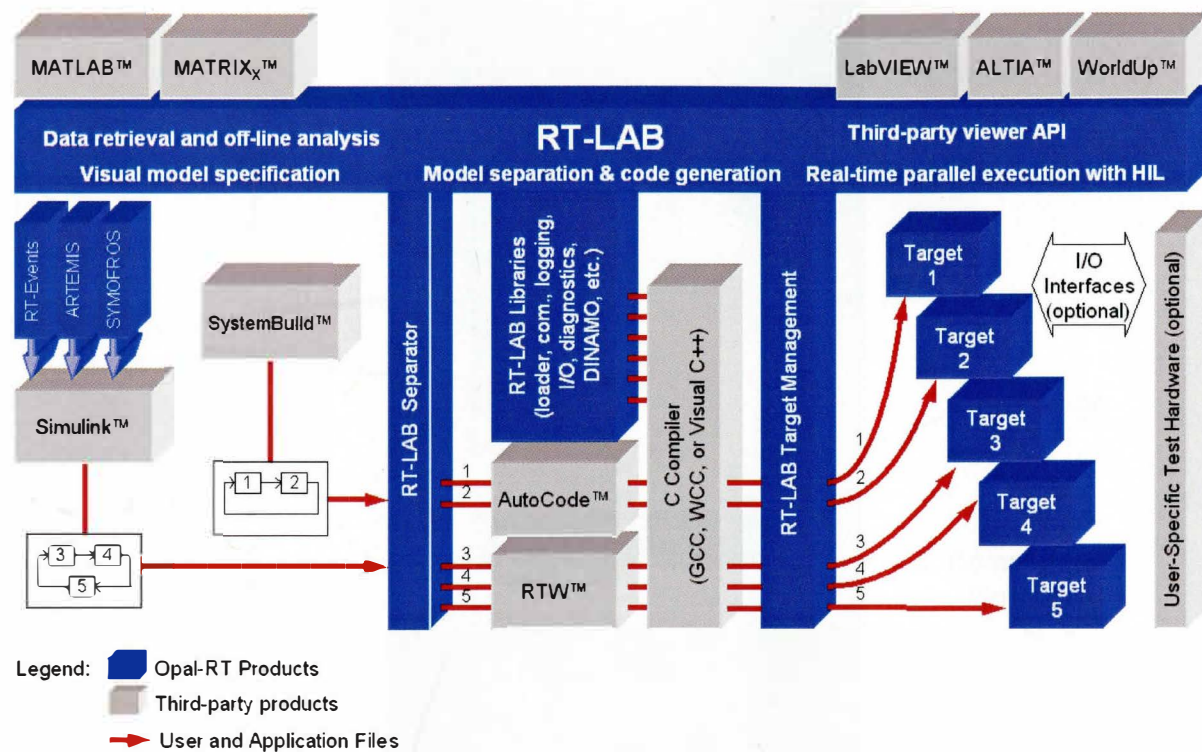 MATLAB™
MATRIXX™
LabVIEW™
ALTIA™
WorldUp™
Data retrieval and off-line analysis
RT-LAB
Third-party viewer API
Visual model specification
Model separation & code generation
Real-time parallel execution with HIL
RT-Events
ARTEMIS
SYMOFROS
Simulink™
SystemBuild™
1
2
3
4
5
RT-LAB Separator
RT-LAB Libraries
(loader, com., logging,
I/O, diagnostics,
DINAMO, etc.)
1
2
AutoCode™
3
4
5
RTW™
C Compiler
(GCC, WCC, or Visual C++)
RT-LAB Target Management
1
2
3
4
5
Target
1
Target
2
Target
3
Target
4
Target
5
I/O
Interfaces
(optional)
User-Specific Test Hardware (optional)
Legend:
Opal-RT Products
Third-party products
User and Application Files